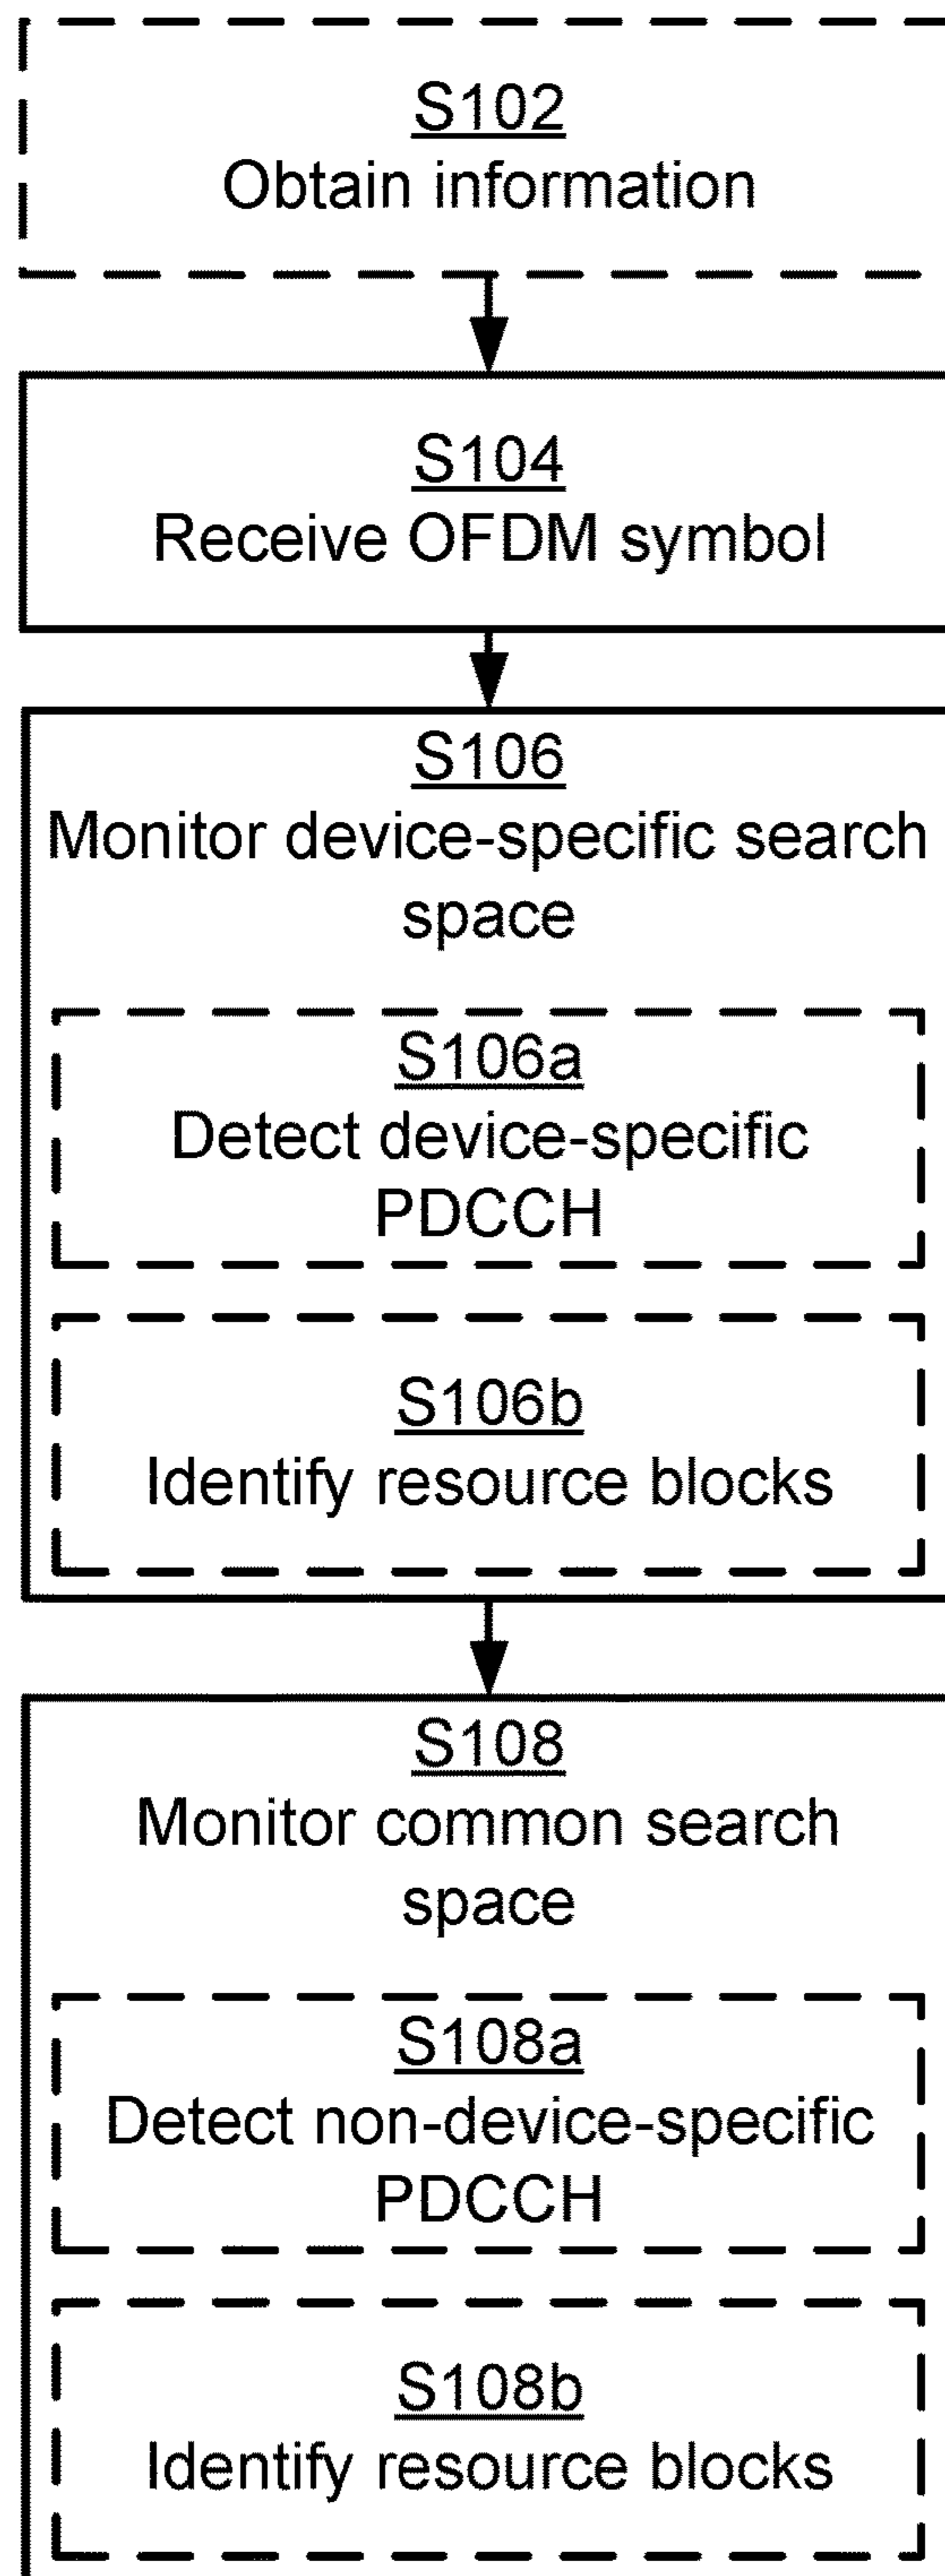 S102
Obtain information
S104
Receive OFDM symbol
S106
Monitor device-specific search
space
S106a
Detect device-specific
PDCCH
S106b
Identify resource blocks
S108
Monitor common search
space
S108a
Detect non-device-specific
PDCCH
S108b
Identify resource blocks